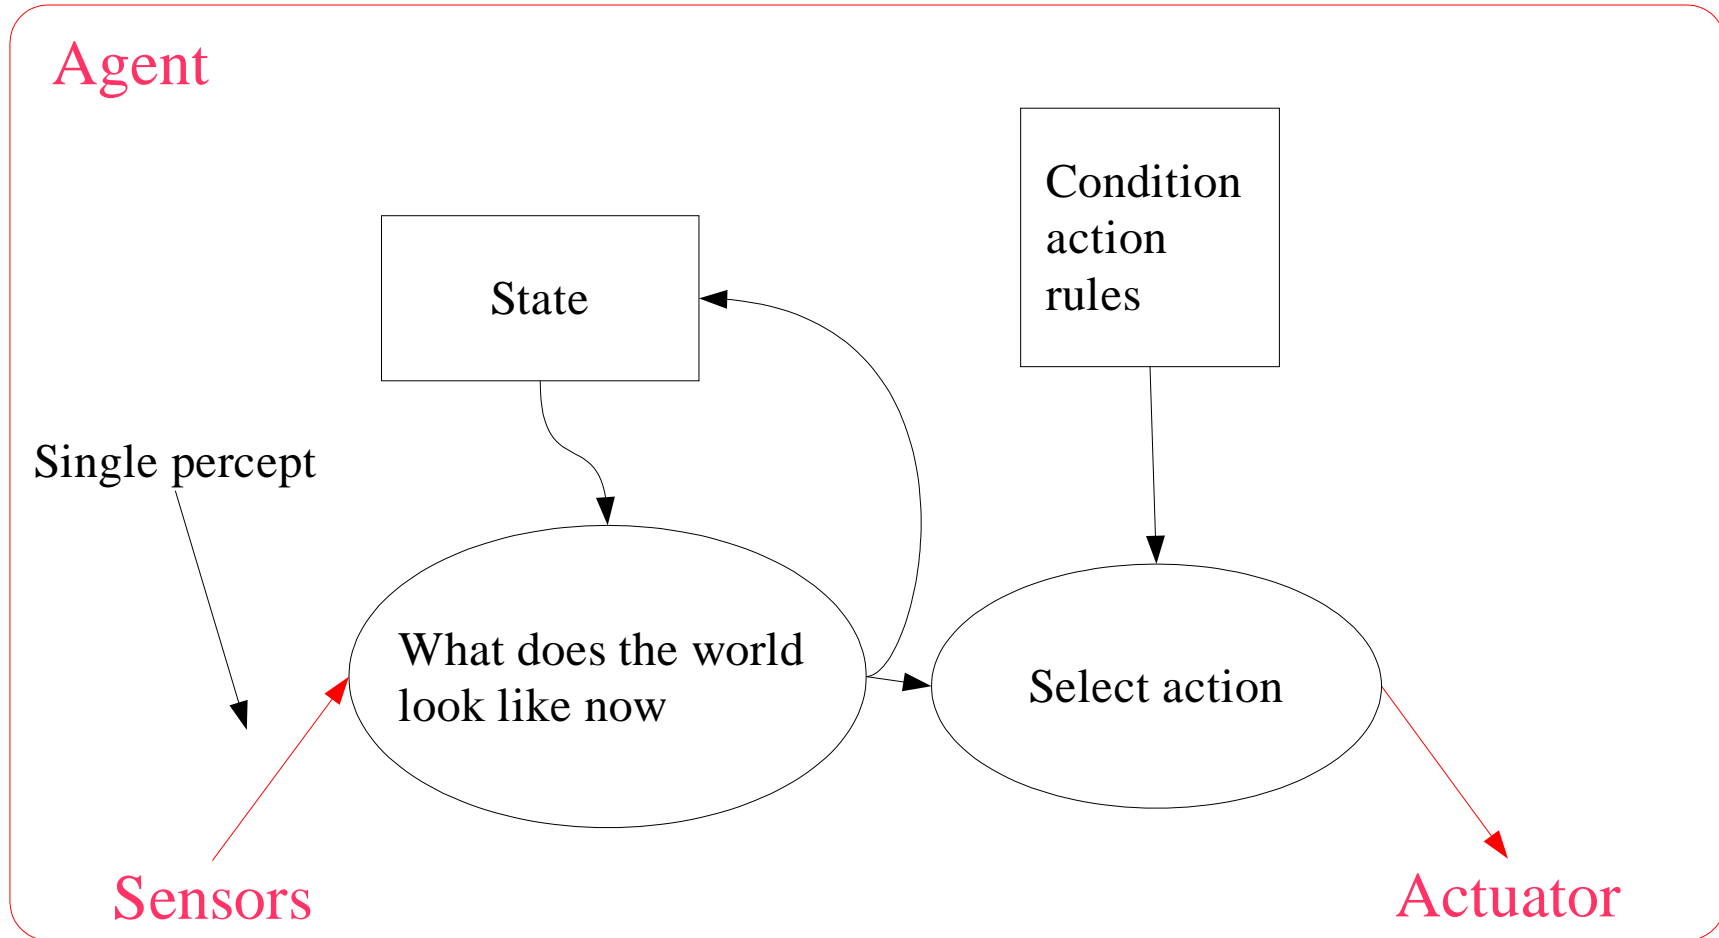 Agent
Condition
action
rules
State
Single percept
What does the world
look like now
Select action
Sensors
Actuator